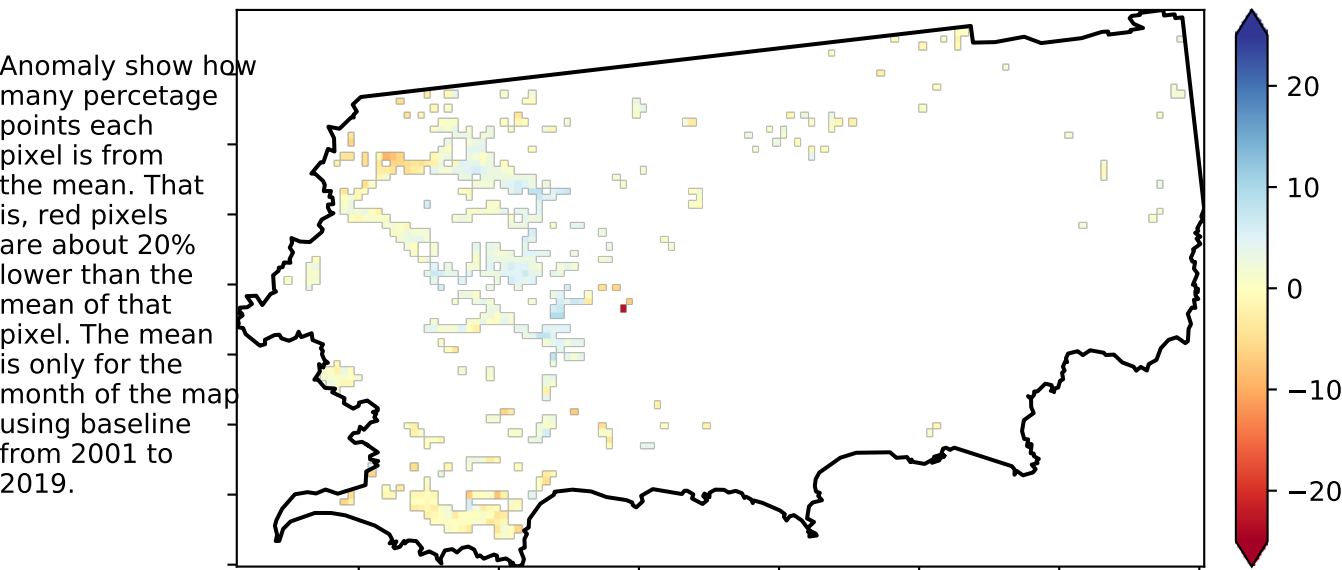 Anomaly show how
many percetage
points each
pixel is from
the mean. That
is, red pixels
are about 20%
lower than the
mean of that
pixel. The mean
is only for the
month of the map
using baseline
from 2001 to
2019.
20
10
0
−10
−20